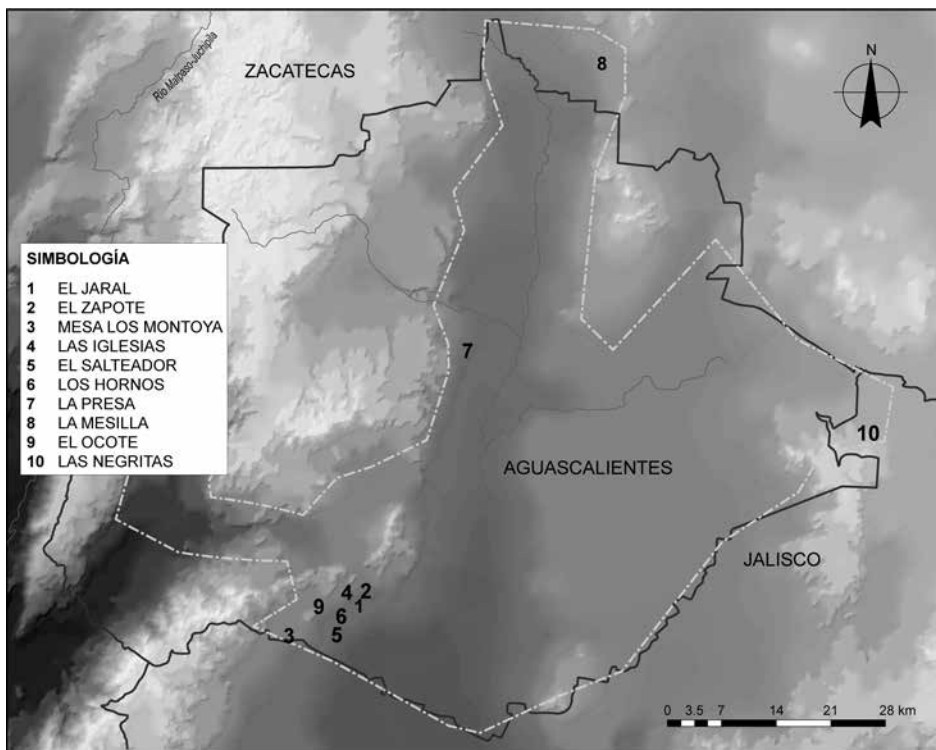 ZACATECAS
Río Malpaso-Juchipila
8
N
SIMBOLOGÍA
1 EL JARAL
2 EL ZAPOTE
3 MESA LOS MONTOYA
4 LAS IGLESIAS
5 EL SALTEADOR
6 LOS HORNOS
7 LA PRESA
8 LA MESILLA
9 EL OCOTE
10 LAS NEGRITAS
7
10
AGUASCALIENTES
JALISCO
4 2
9 1
6
3 5
0 3.5 7 14 21 28 km